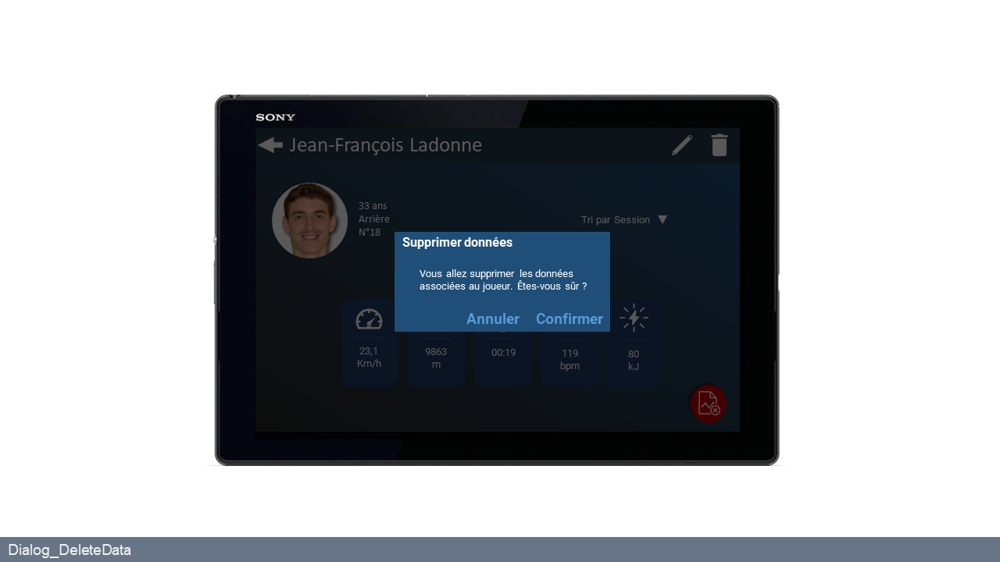 SONY
Jean-François Ladonne
33 ans
Arrière
N°18
Tri par Session
Supprimer données
Vous allez supprimer les données
associées au joueur. Êtes-vous sûr ?
Annuler Confirmer
23,1
Km/h
9863
m
00:19
119
bpm
80
kJ
Dialog_DeleteData